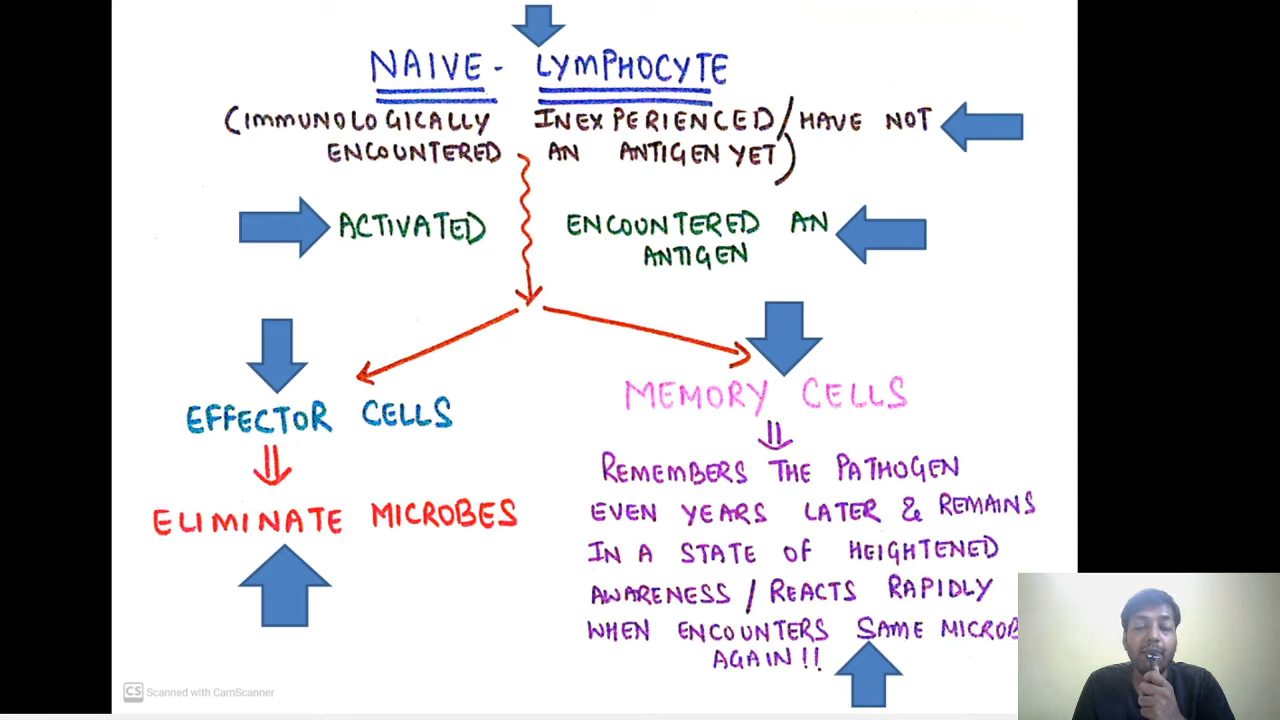 NAIVE - LYMPHOCYTE
(IMMUNOLOGICALLY INEXPERIENCED / HAVE NOT
ENCOUNTERED AN ANTIGEN YET)
ACTIVATED
ENCOUNTERED AN
ANTIGEN
EFFECTOR CELLS
ELIMINATE MICROBES
MEMORY CELLS
REMEMBERS THE PATHOGEN
EVEN YEARS LATER & REMAINS
IN A STATE OF HEIGHTENED
AWARENESS / REACTS RAPIDLY
WHEN ENCOUNTERS SAME MICROB
AGAIN!!
CS Scanned with CamScanner